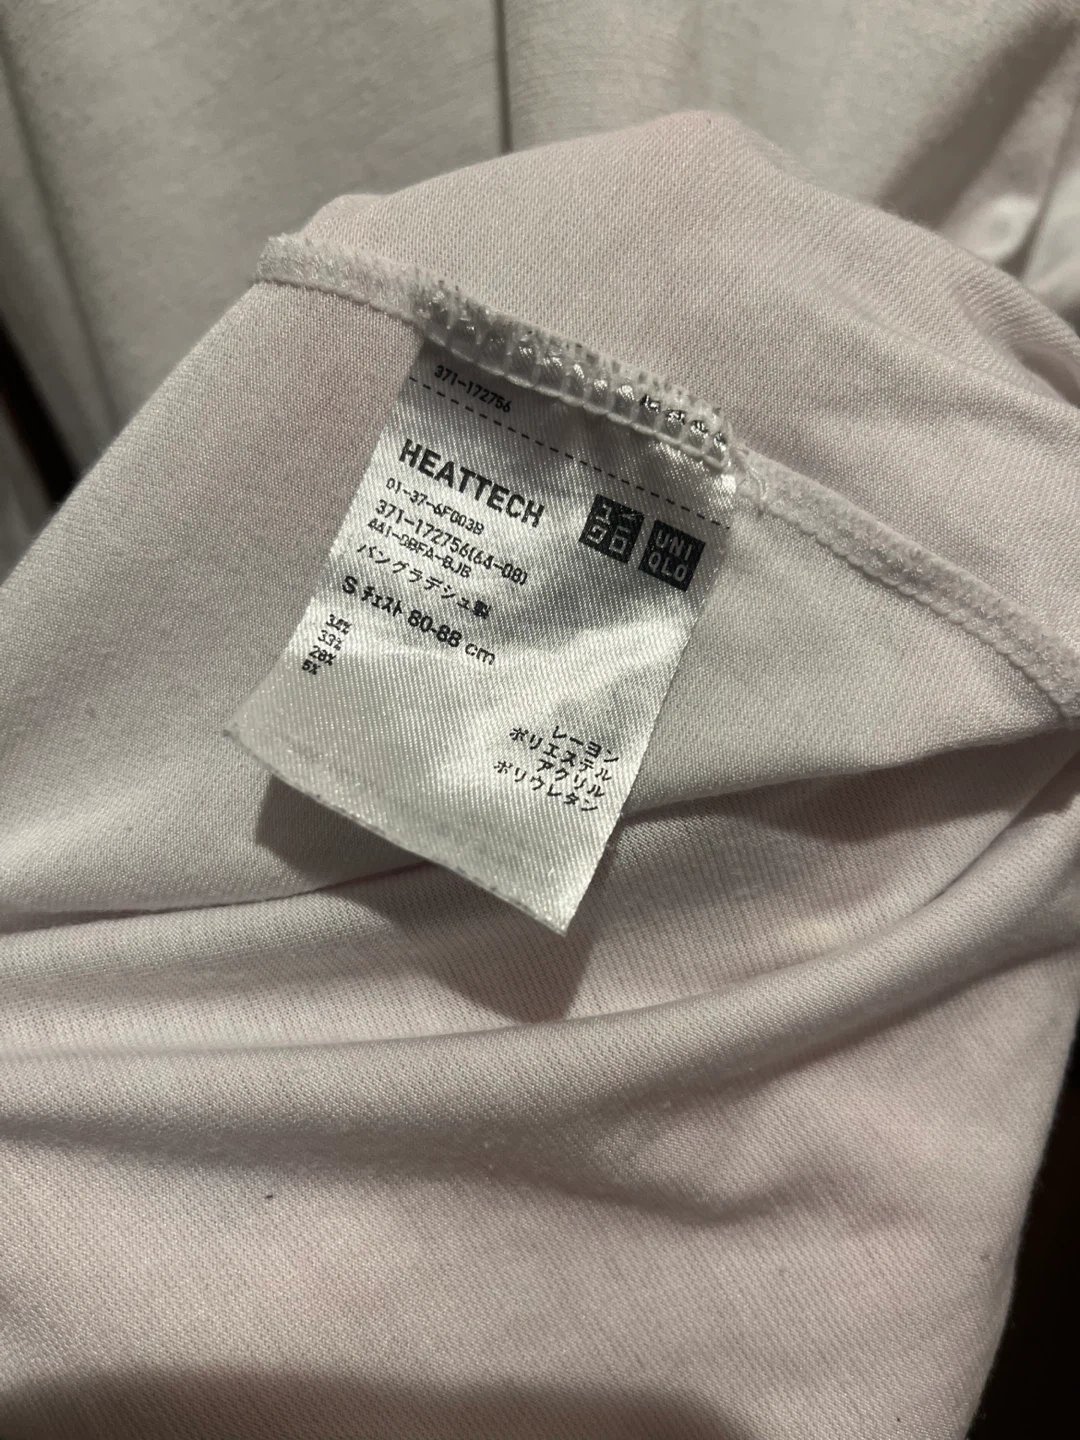 371-172756
HEATTECH
ユニクロ
UNIQLO
01-37-6F003B
371-172756(64-08)
441-0BFA-BJB
バングラデシュ製
S チェスト 80-88 cm
34%
33%
28%
5%
レーヨン
ポリエステル
アクリル
ポリウレタン